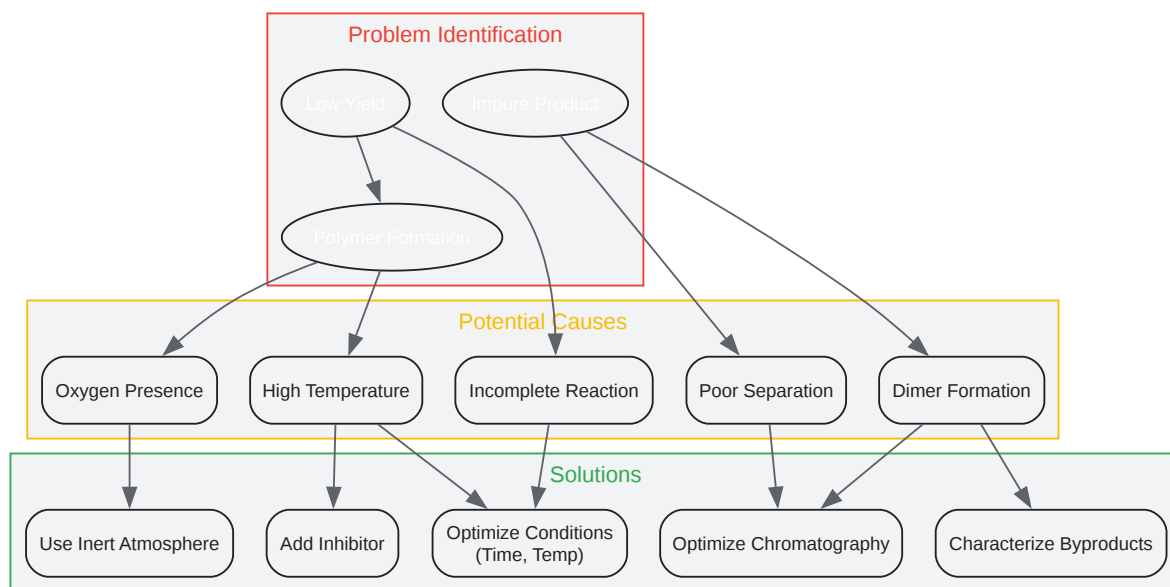 Problem Identification
Low Yield
Impure Product
Polymer Formation
Potential Causes
Oxygen Presence
High Temperature
Incomplete Reaction
Poor Separation
Dimer Formation
Solutions
Use Inert Atmosphere
Add Inhibitor
Optimize Conditions
(Time, Temp)
Optimize Chromatography
Characterize Byproducts